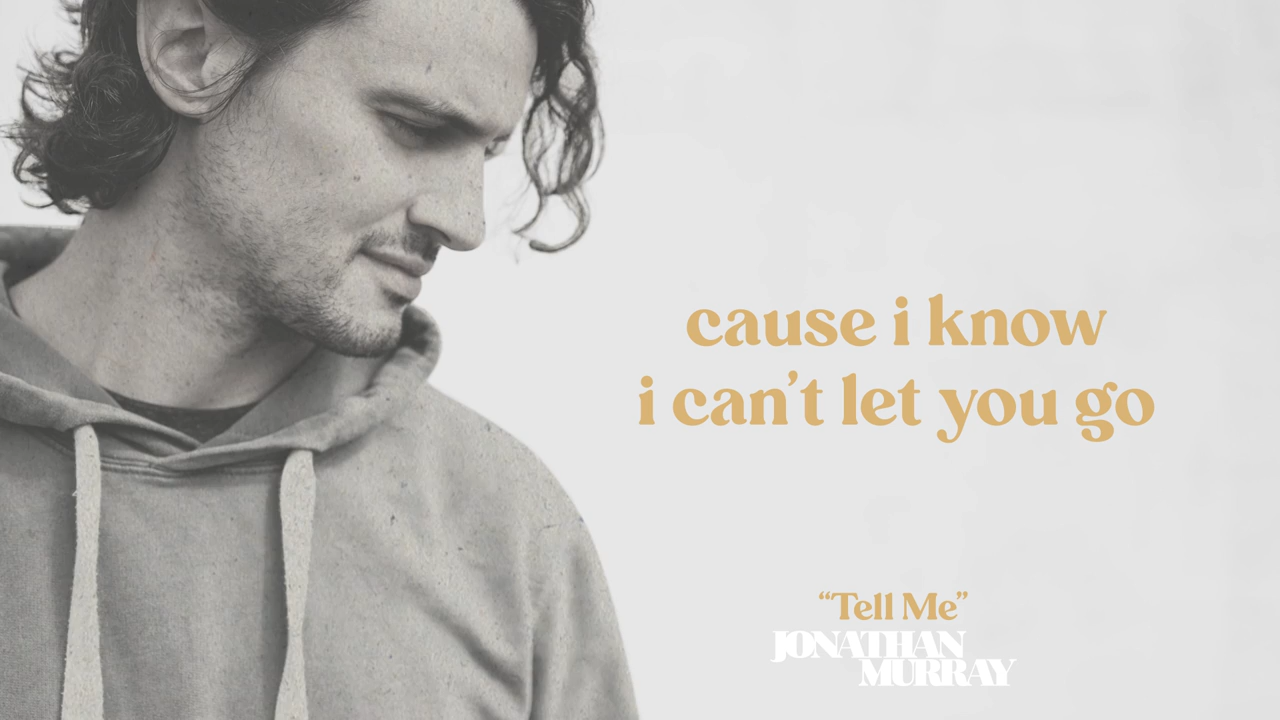 cause i know
i can’t let you go
“Tell Me”
JONATHAN
MURRAY